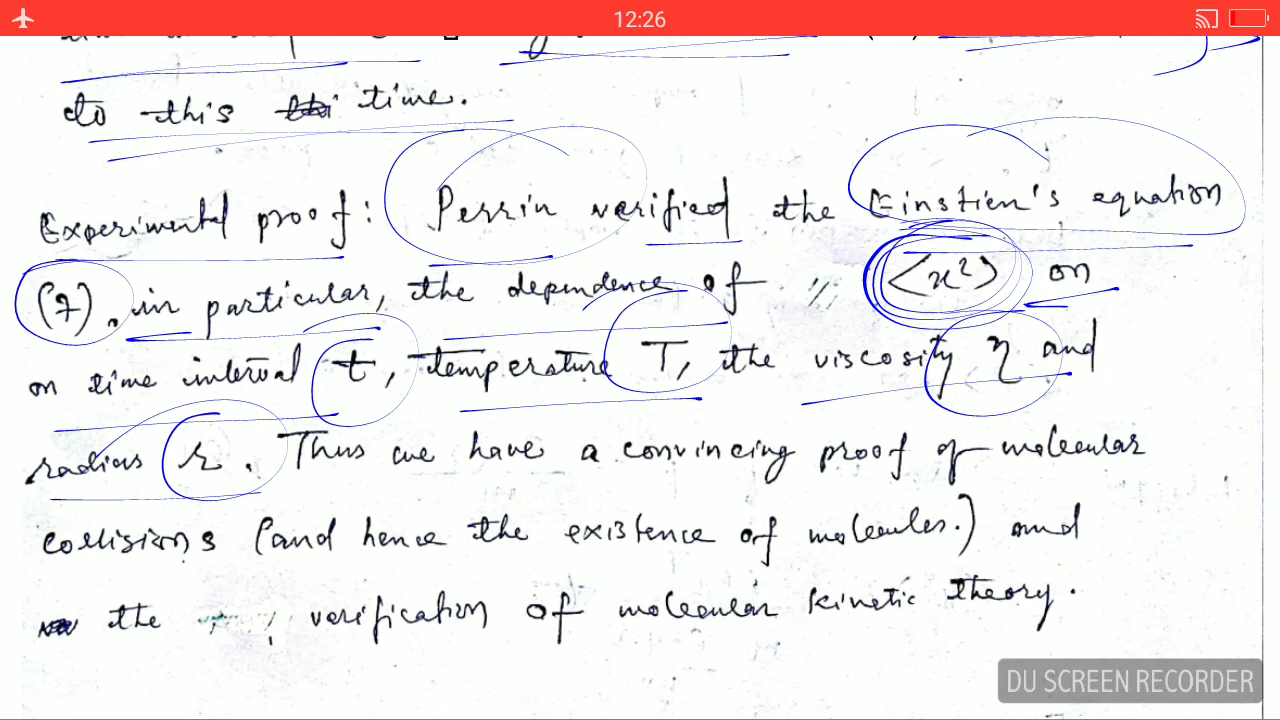 12:26
to this time.
Experimental proof: Perrin verified the Einstien's equation
(7). in particular, the dependence of <x²> on
on time interval t, temperature T, the viscosity η and
radius r. Thus we have a convincing proof of molecular
collisions (and hence the existence of molecules.) and
the verification of molecular kinetic theory.
DU SCREEN RECORDER